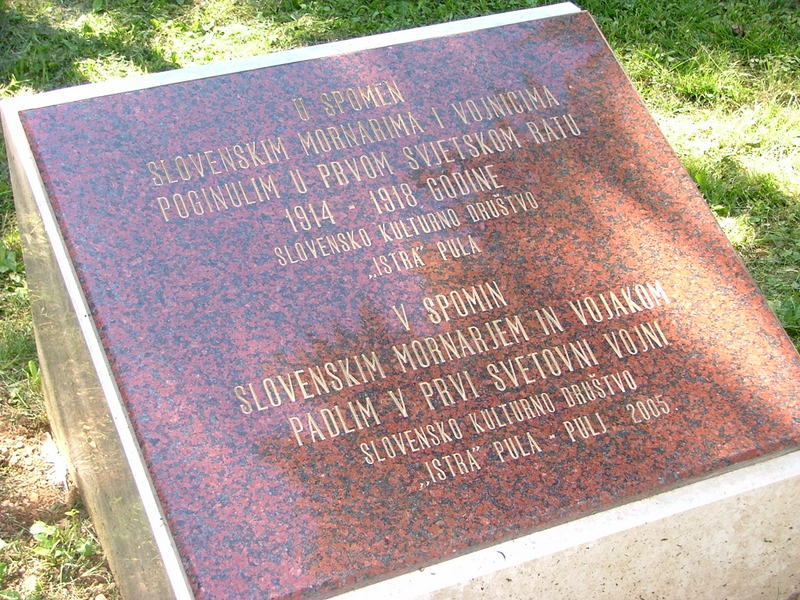 U SPOMEN
SLOVENSKIM MORNARIMA I VOJNICIMA
POGINULIM U PRVOM SVJETSKOM RATU
1914 - 1918 GODINE
SLOVENSKO KULTURNO DRUŠTVO
„ISTRA" PULA
V SPOMIN
SLOVENSKIM MORNARJEM IN VOJAKOM
PADLIM V PRVI SVETOVNI VOJNI
SLOVENSKO KULTURNO DRUŠTVO
„ISTRA" PULA - PULJ 2005.